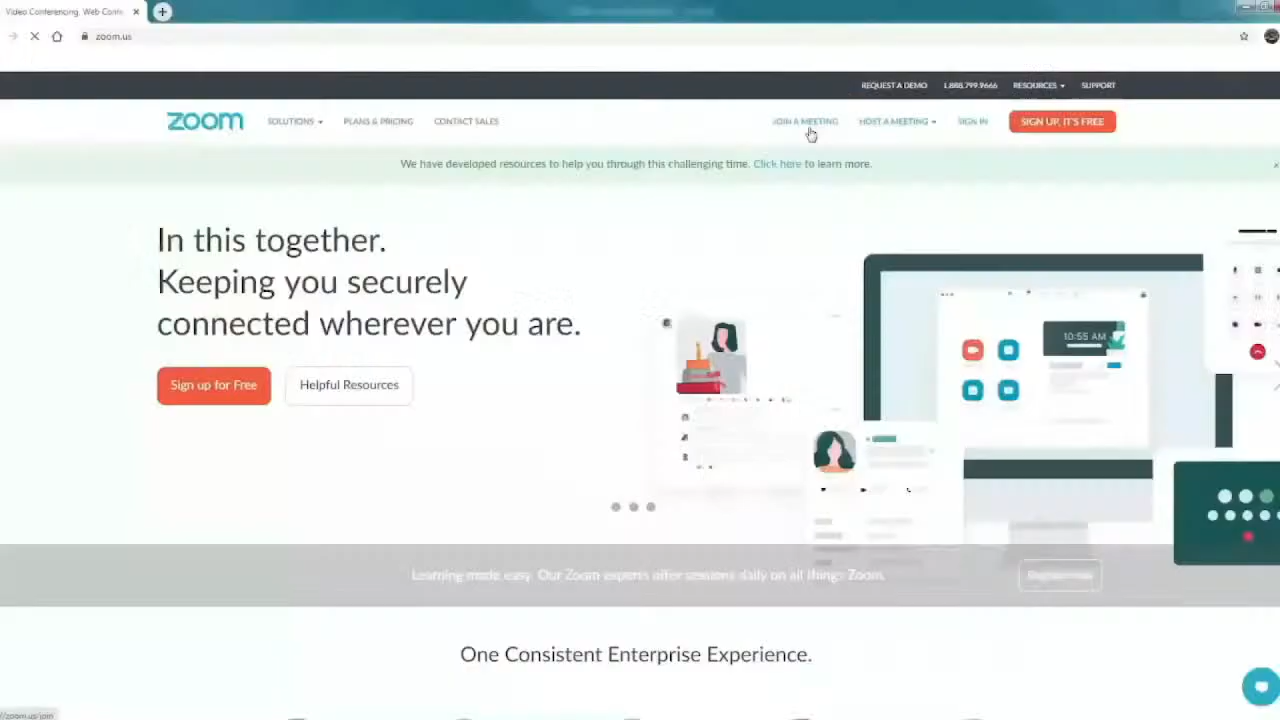 Video Conferencing, Web Confe
zoom.us
REQUEST A DEMO 1.888.799.9666 RESOURCES SUPPORT
zoom SOLUTIONS PLANS & PRICING CONTACT SALES JOIN A MEETING HOST A MEETING SIGN IN SIGN UP, IT'S FREE
We have developed resources to help you through this challenging time. Click here to learn more.
In this together.
Keeping you securely
connected wherever you are.
Sign up for Free Helpful Resources
10:55 AM
Learning made easy. Our Zoom experts offer sessions daily on all things Zoom.
One Consistent Enterprise Experience.
//zoom.us/join